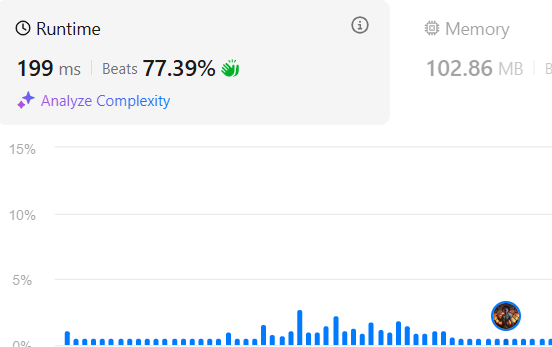 Runtime
199 ms Beats 77.39%
Analyze Complexity
Memory
102.86 MB
15%
10%
5%
0%